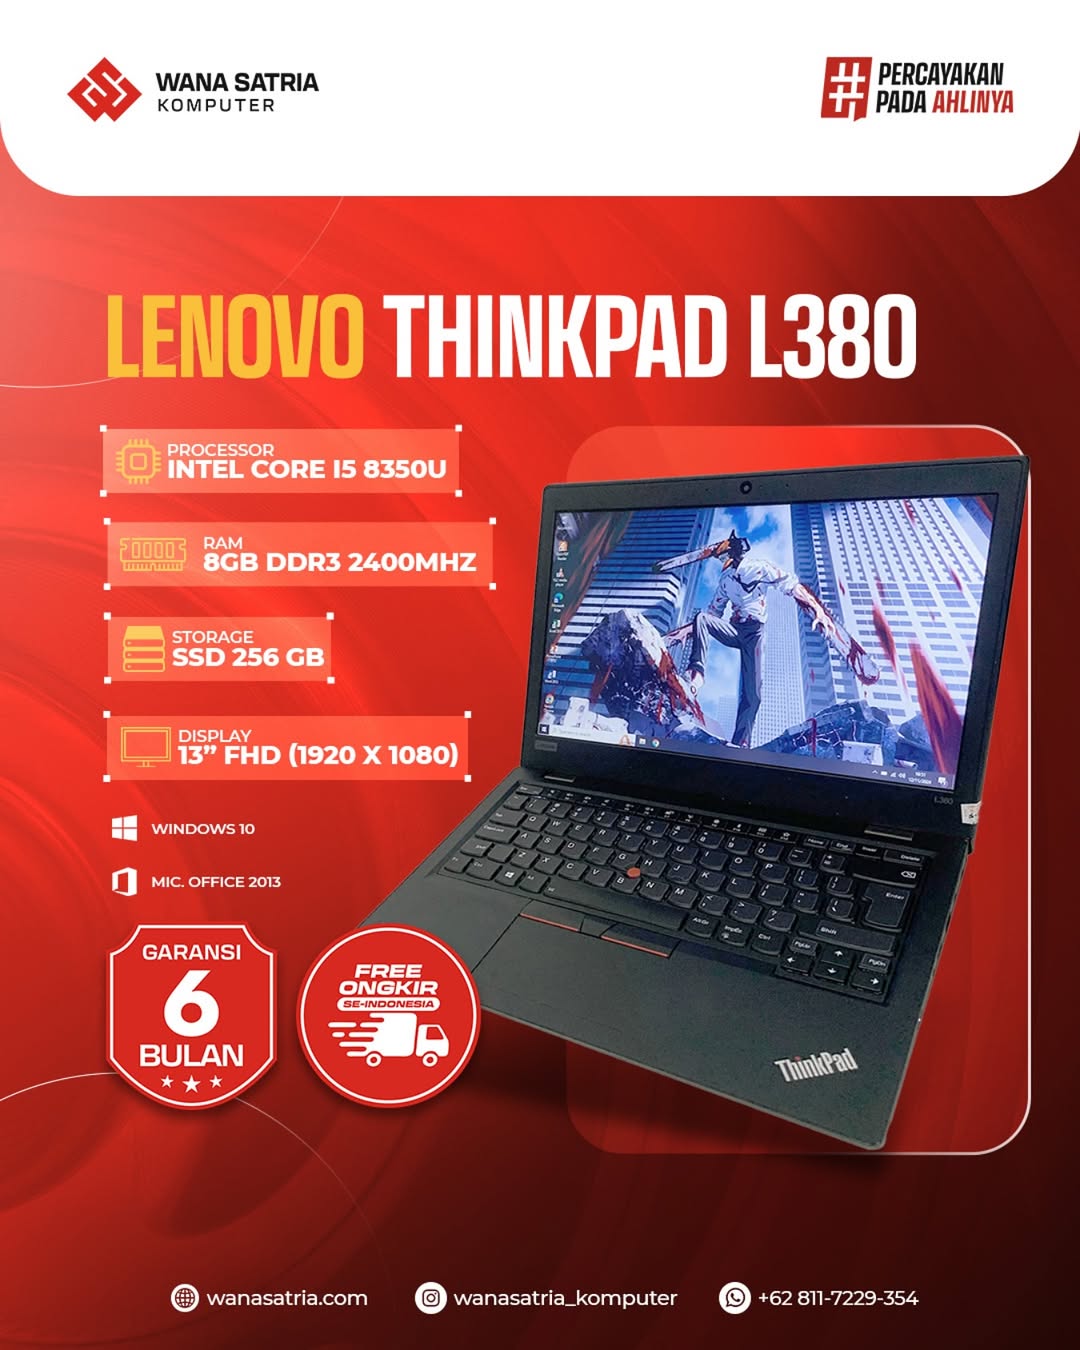 WANA SATRIA
KOMPUTER
# PERCAYAKAN
PADA AHLINYA
LENOVO THINKPAD L380
PROCESSOR
INTEL CORE I5 8350U
RAM
8GB DDR3 2400MHZ
STORAGE
SSD 256 GB
DISPLAY
13” FHD (1920 X 1080)
WINDOWS 10
MIC. OFFICE 2013
GARANSI
6
BULAN
FREE
ONGKIR
SE-INDONESIA
L380
ThinkPad
wanasatria.com
wanasatria_komputer
+62 811-7229-354